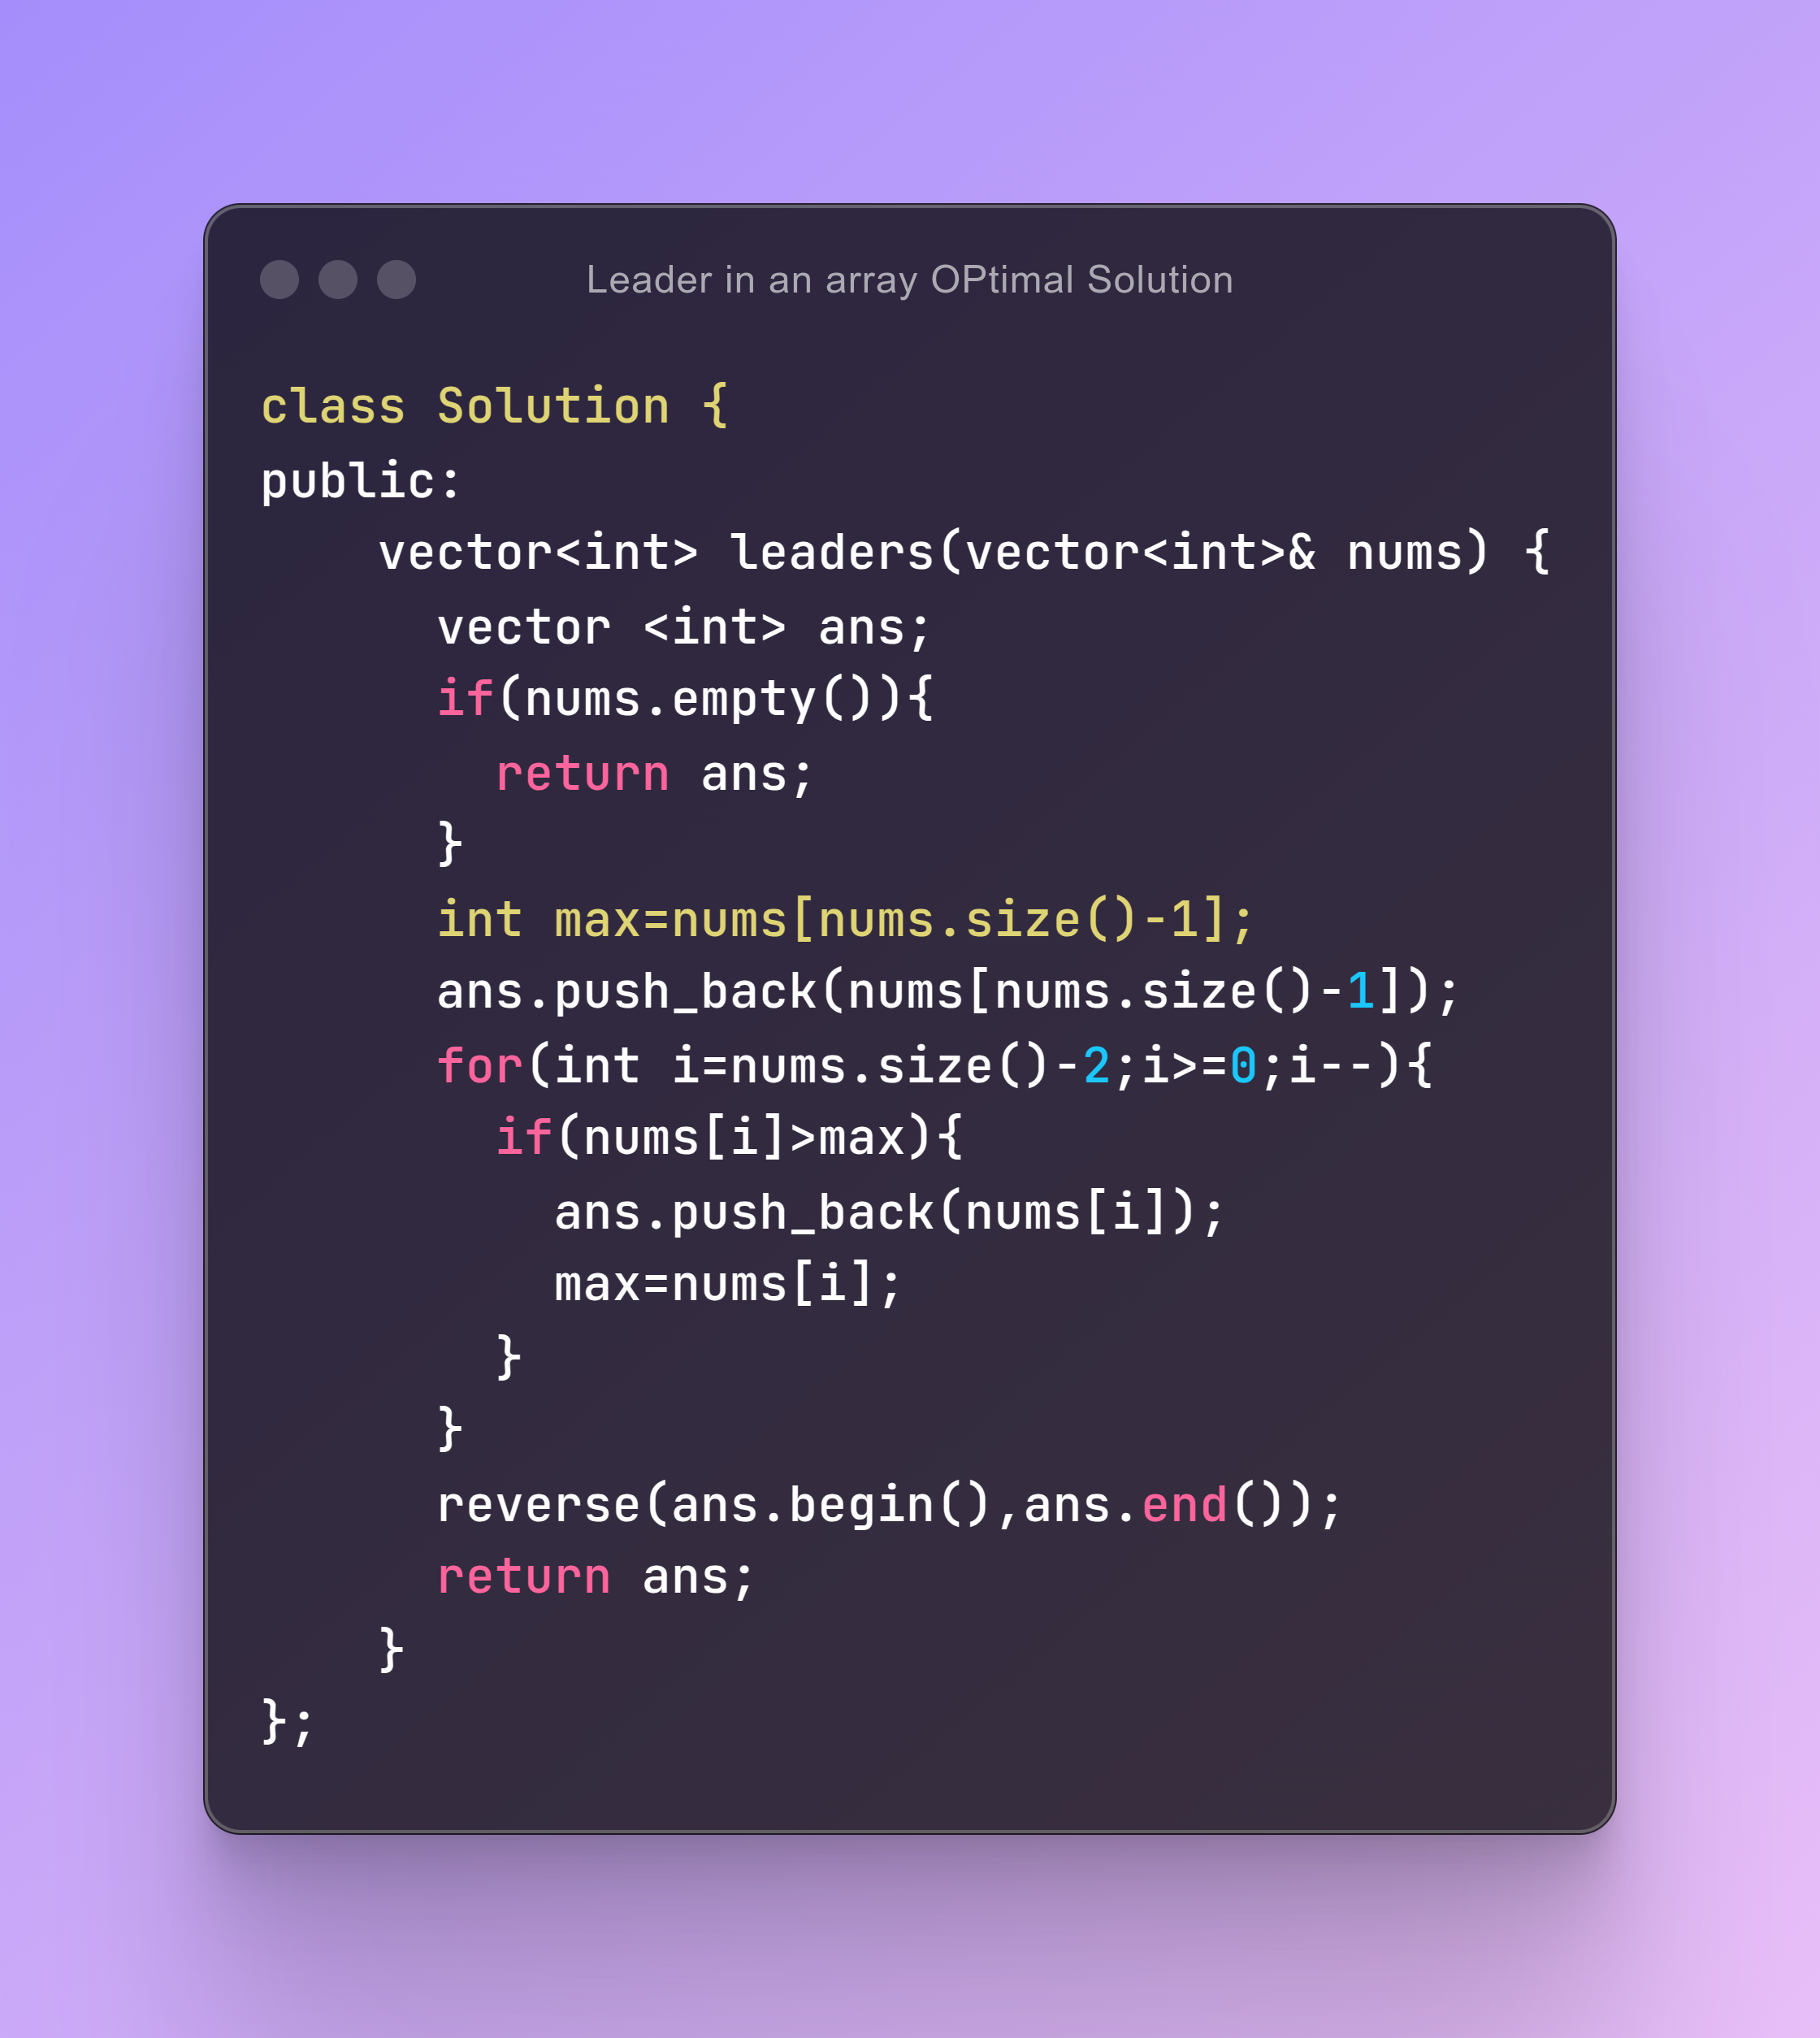 Leader in an array OPtimal Solution
class Solution {
public:
    vector<int> leaders(vector<int>& nums) {
      vector <int> ans;
      if(nums.empty()){
        return ans;
      }
      int max=nums[nums.size()-1];
      ans.push_back(nums[nums.size()-1]);
      for(int i=nums.size()-2;i>=0;i--){
        if(nums[i]>max){
          ans.push_back(nums[i]);
          max=nums[i];
        }
      }
      reverse(ans.begin(),ans.end());
      return ans;
    }
};